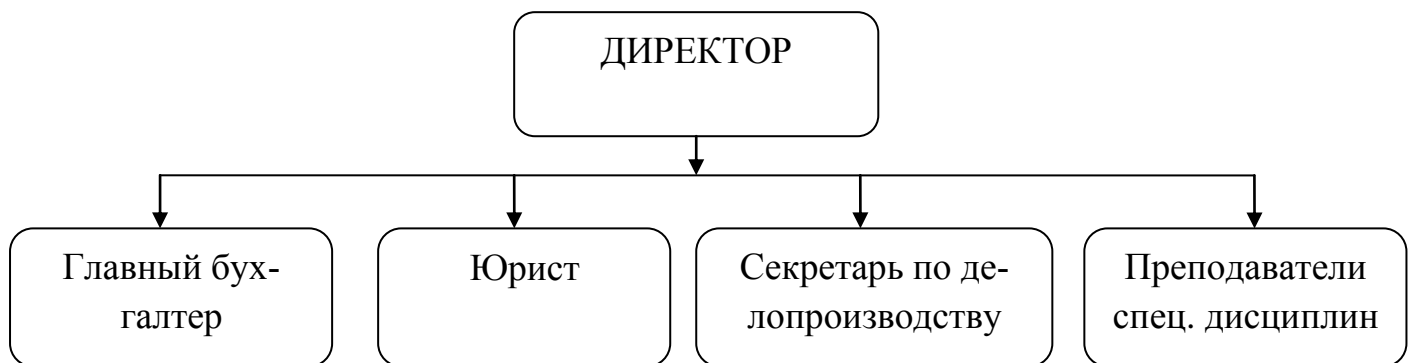 ДИРЕКТОР
Главный бух-
галтер
Юрист
Секретарь по де-
лопроизводству
Преподаватели
спец. дисциплин